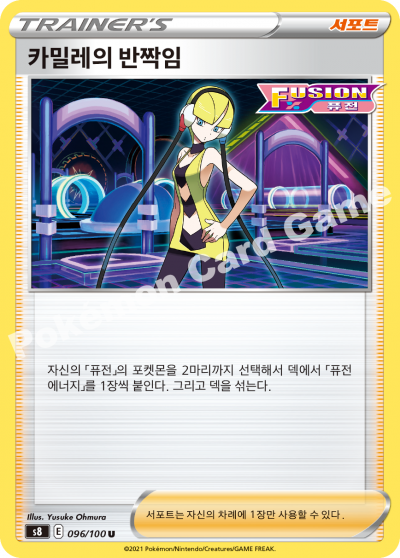 TRAINER'S
서포트
카밀레의 반짝임
FUSION
퓨전
Pokémon Card Game
자신의 「퓨전」의 포켓몬을 2마리까지 선택해서 덱에서 「퓨전
에너지」를 1장씩 붙인다. 그리고 덱을 섞는다.
Illus. Yusuke Ohmura
s8 E 096/100 U
서포트는 자신의 차례에 1장만 사용할 수 있다.
©2021 Pokémon/Nintendo/Creatures/GAME FREAK.